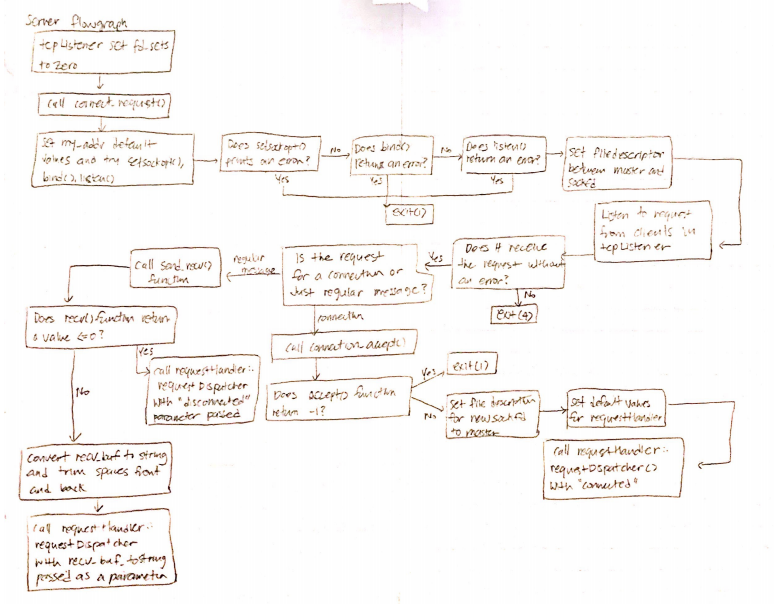 Server flowgraph
tcpListener set fd_sets
to zero
Call connect_request()
Set my_addr default
values and try setsockopt(),
bind(), listen()
Does setsockopt()
prints an error?
No
Does bind()
returns an error?
No
Does listen()
return an error?
Set filedescriptor
between master and
sockfd
Yes
Yes
Yes
exit(1)
Listen to request
from clients in
tcpListener
Does it receive
the request without
an error?
Yes
No
exit(4)
Is the request
for a connection or
Just regular message?
regular
message
connection
Call send_recv()
function
Does recv() function return
a value <=0?
Yes
No
call requestHandler::
requestDispatcher
with "disconnected"
parameter passed
Call connection_accept()
Does accept() function
return -1?
Yes
exit(1)
No
Set file description
for newsockfd
to master
Set default values
for requestHandler
call requestHandler::
requestDispatcher()
with "connected"
convert recv_buf to string
and trim spaces front
and back
Call requestHandler::
requestDispatcher
with recv_buf_tostring
passed as a parameter